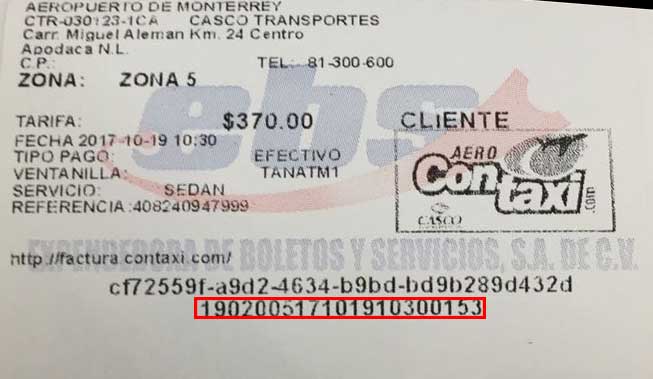 AEROPUERTO DE MONTERREY
CTR-030123-1CA CASCO TRANSPORTES
Carr. Miguel Aleman Km. 24 Centro
Apodaca N.L.
C.P.: TEL: 81-300-600
ZONA: ZONA 5
ebs
TARIFA: $370.00 CLIENTE
FECHA 2017-10-19 10:30
TIPO PAGO: EFECTIVO
VENTANILLA: TANATM1
SERVICIO: SEDAN
REFERENCIA:408240947999
AERO
Contaxi.com
CASCO
EXPENDEDORA DE BOLETOS Y SERVICIOS, S.A. DE C.V.
http://factura.contaxi.com/
cf72559f-a9d2-4634-b9bd-bd9b289d432d
190200517101910300153